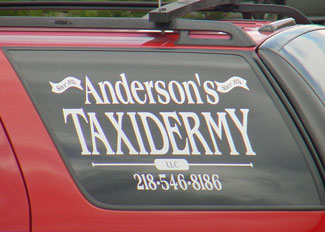 Anderson's
TAXIDERMY
LLC
218-546-8186